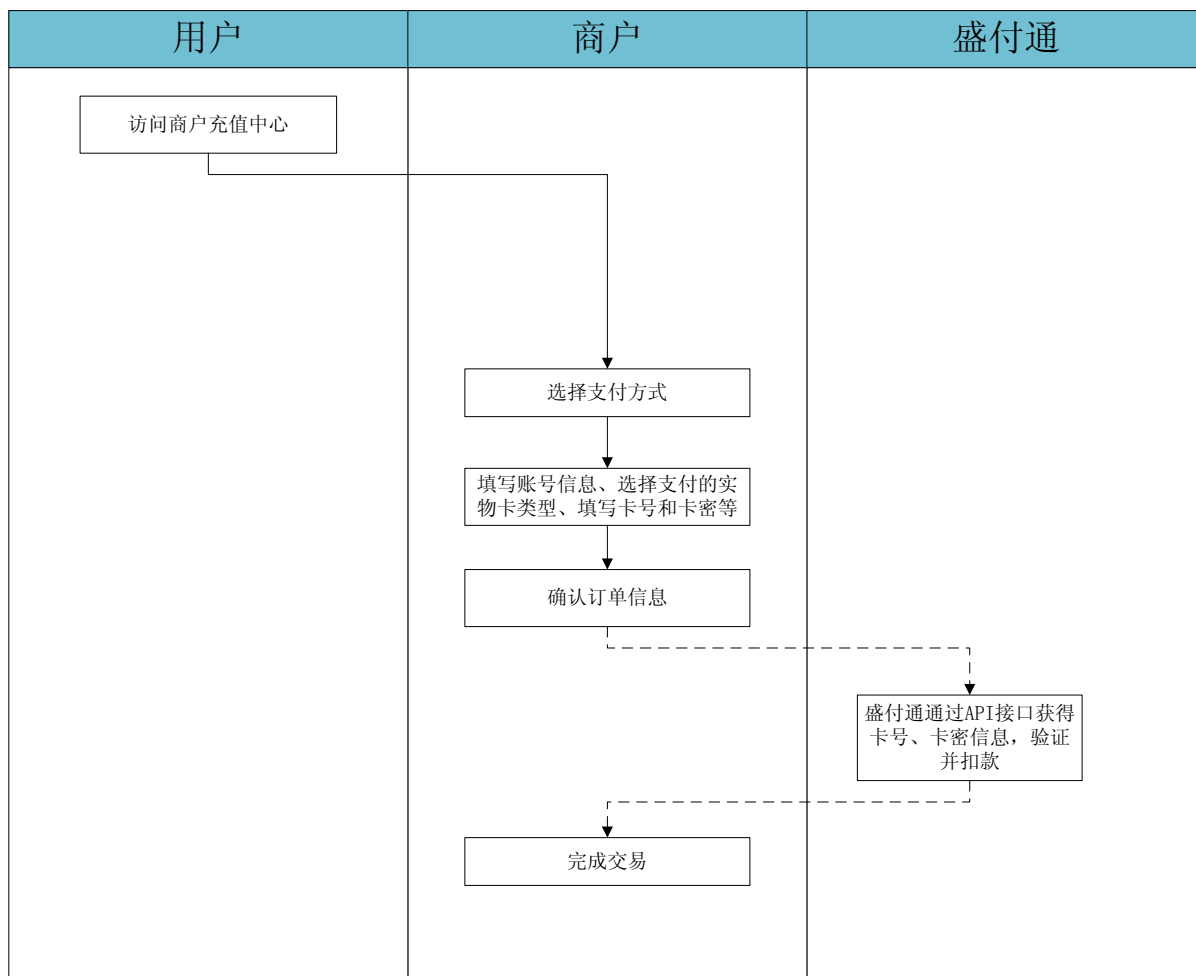 用户
商户
盛付通
访问商户充值中心
选择支付方式
填写账号信息、选择支付的实
物卡类型、填写卡号和卡密等
确认订单信息
盛付通通过API接口获得
卡号、卡密信息，验证
并扣款
完成交易